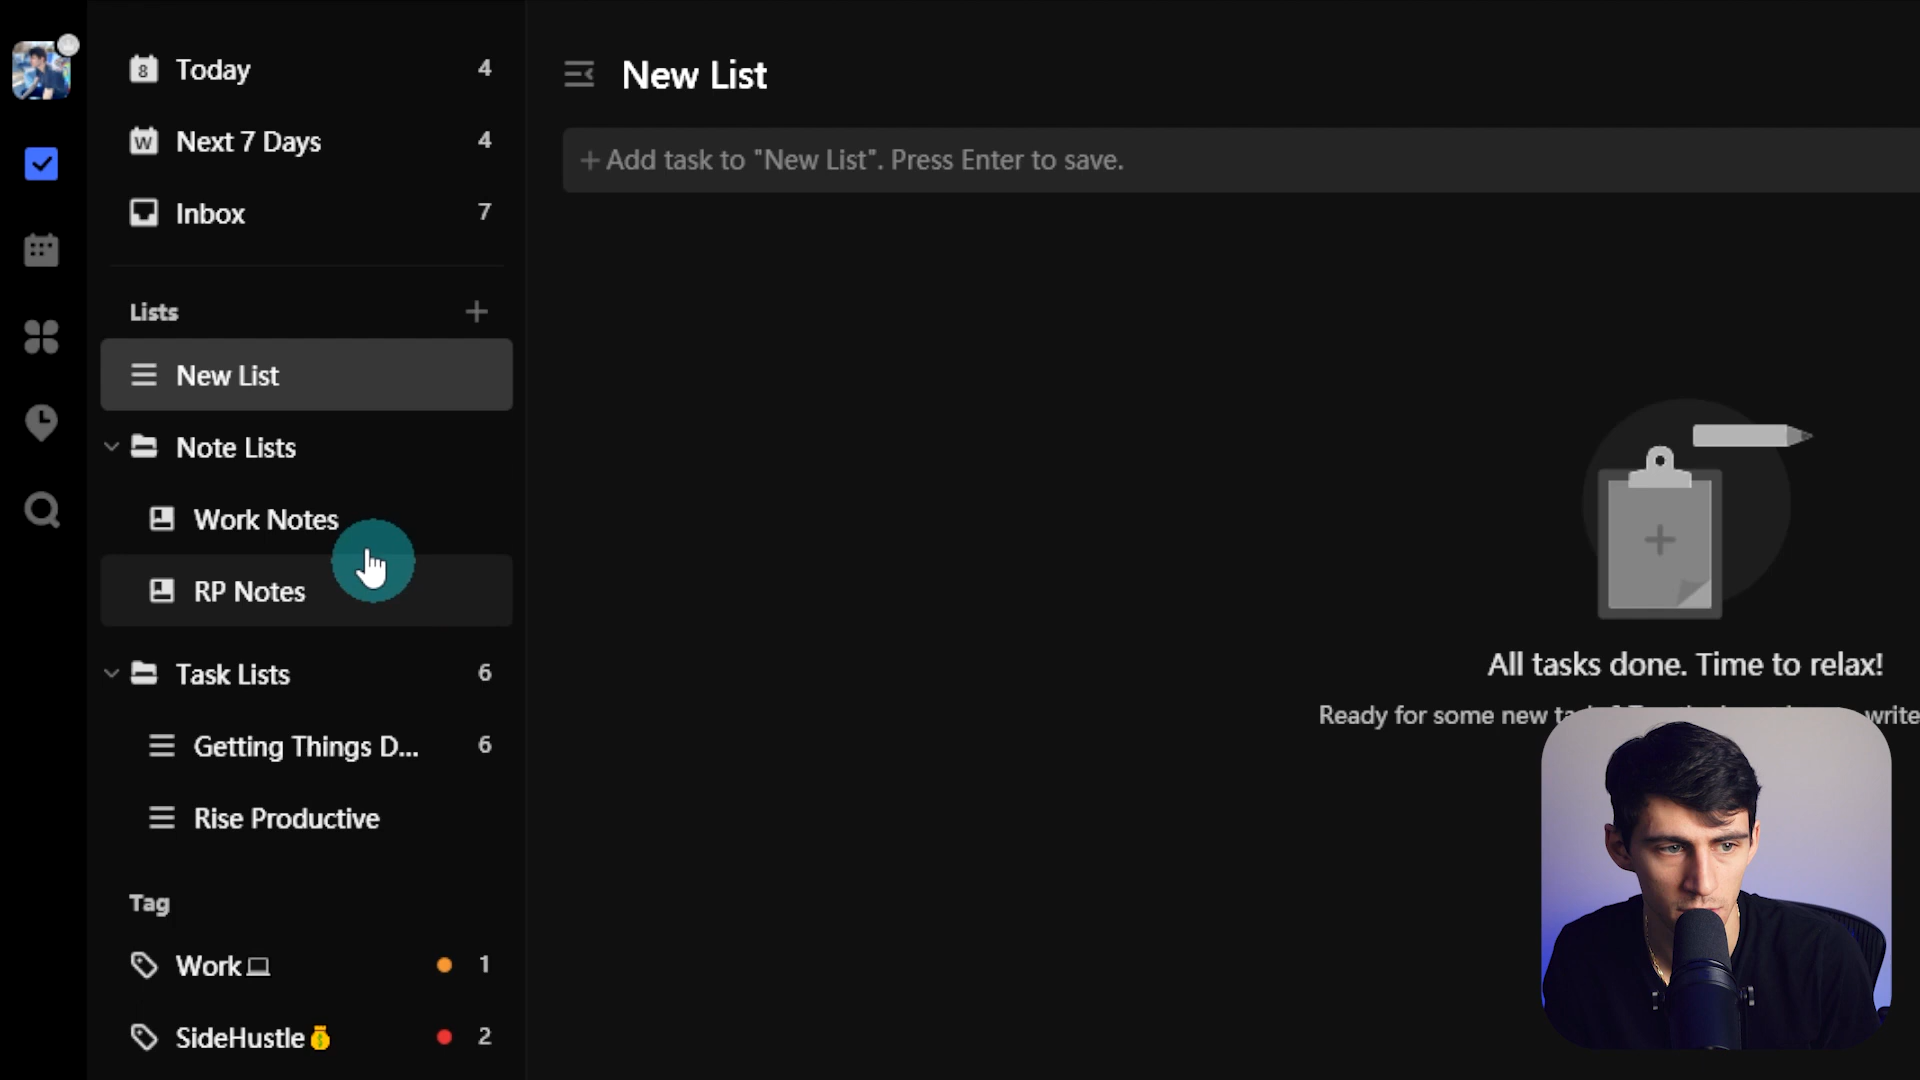 Today 4
Next 7 Days 4
Inbox 7
Lists
New List
Note Lists
Work Notes
RP Notes
Task Lists 6
Getting Things D... 6
Rise Productive
Tag
Work 1
SideHustle 2
New List
Add task to "New List". Press Enter to save.
All tasks done. Time to relax!
Ready for some new write